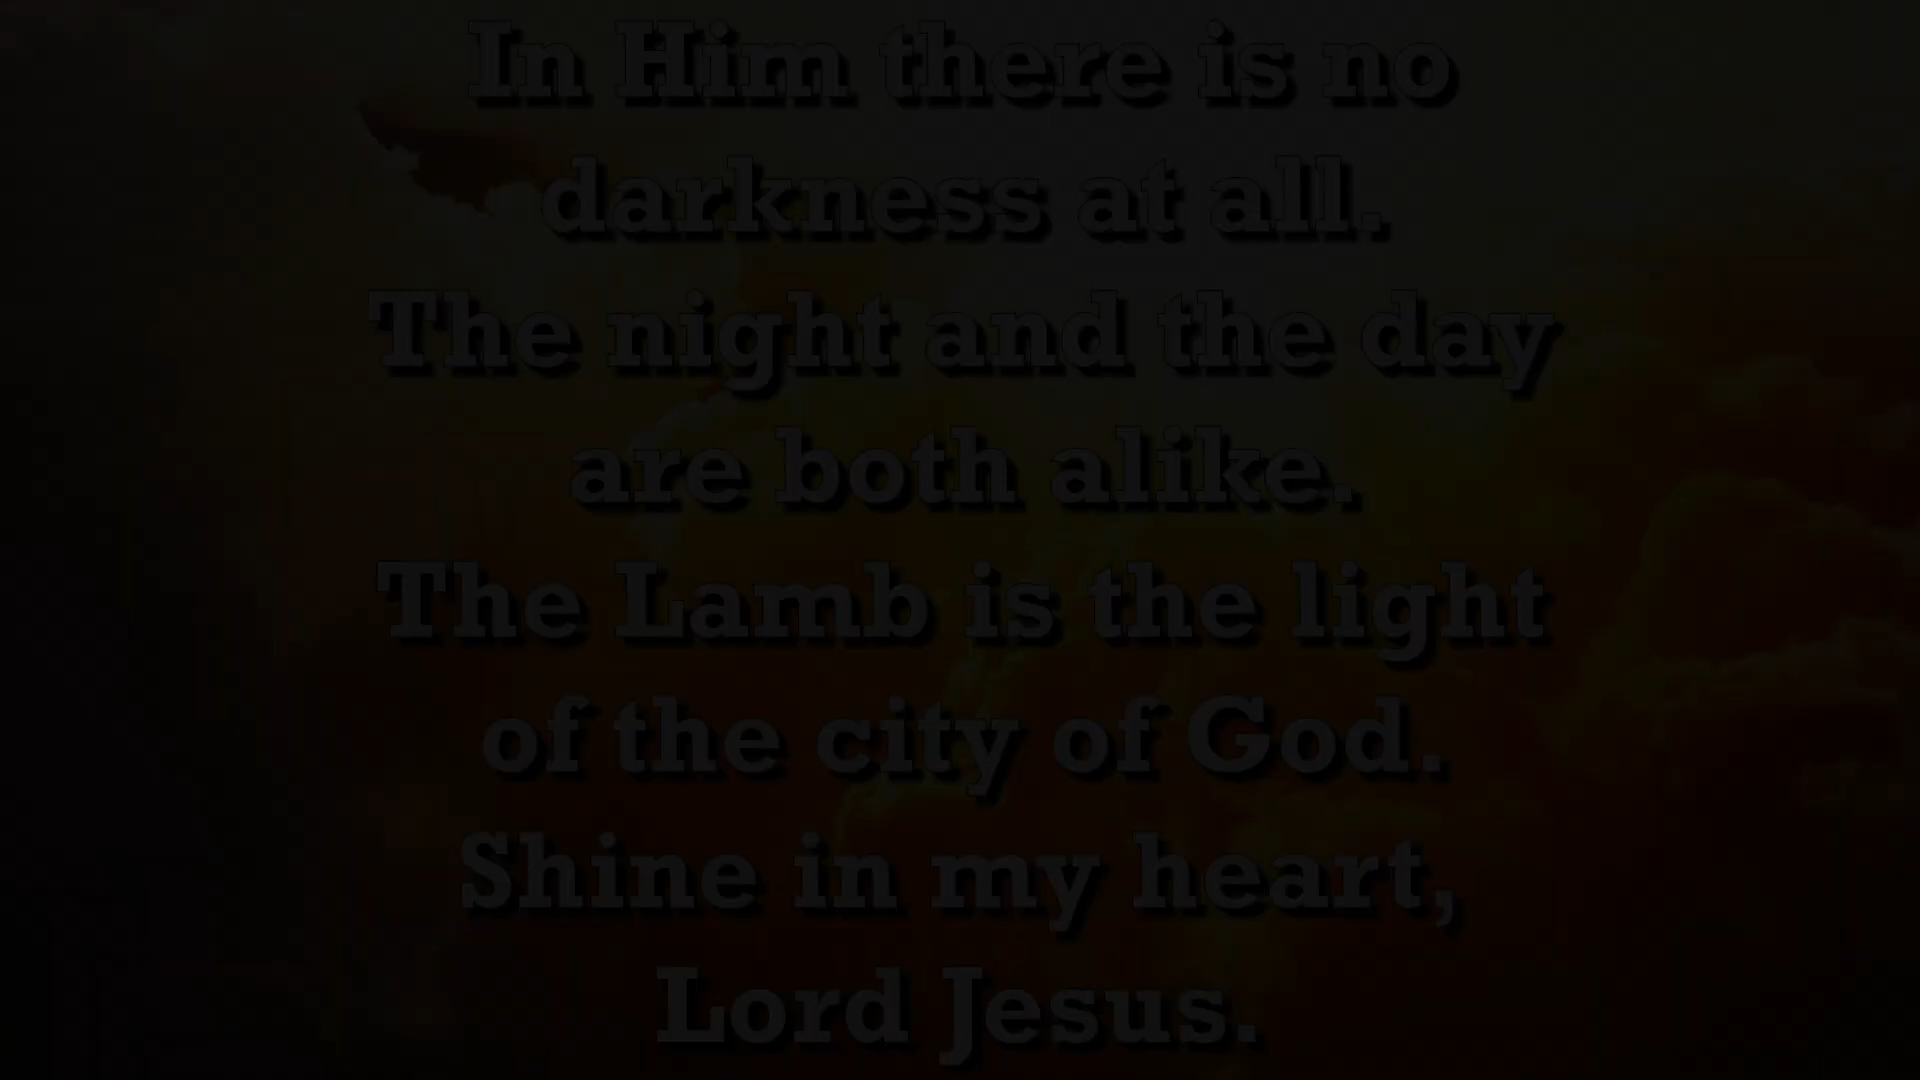 In Him there is no
darkness at all.
The night and the day
are both alike.
The Lamb is the light
of the city of God.
Shine in my heart,
Lord Jesus.